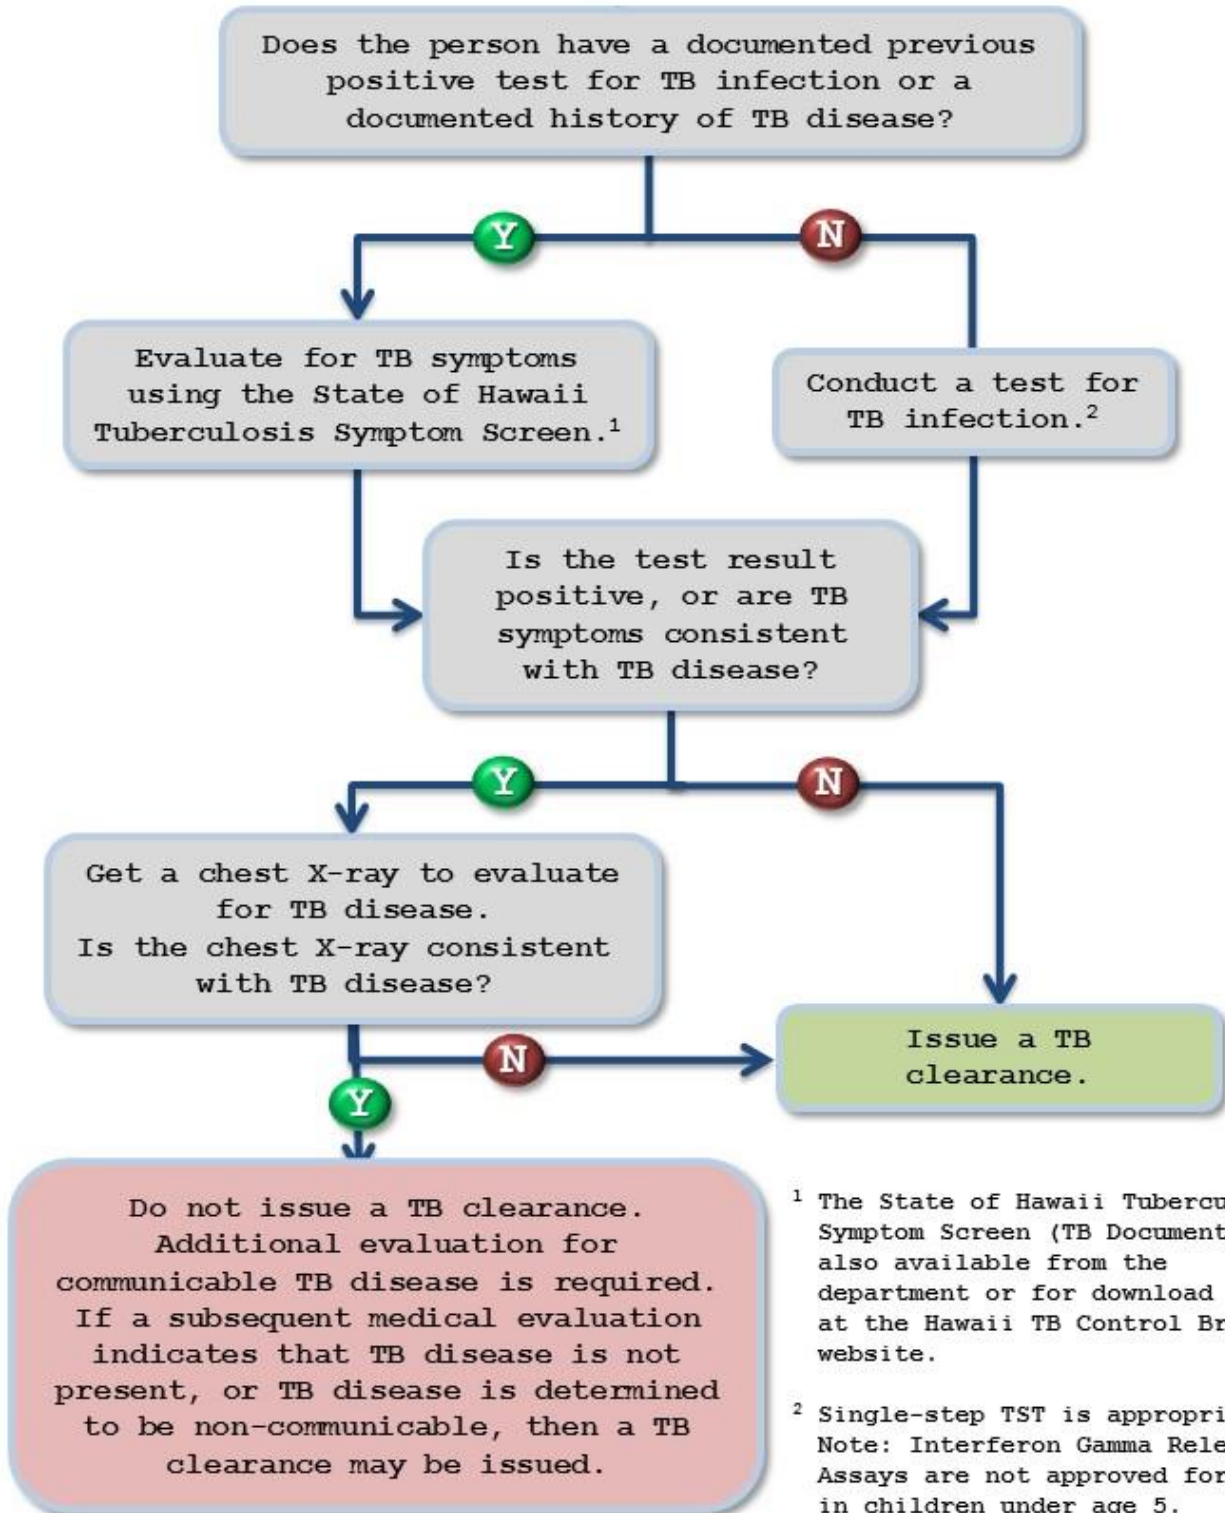 Does the person have a documented previous
positive test for TB infection or a
documented history of TB disease?
Y
N
Evaluate for TB symptoms
using the State of Hawaii
Tuberculosis Symptom Screen.1
Conduct a test for
TB infection.2
Is the test result
positive, or are TB
symptoms consistent
with TB disease?
Y
N
Get a chest X-ray to evaluate
for TB disease.
Is the chest X-ray consistent
with TB disease?
N
Issue a TB
clearance.
Y
Do not issue a TB clearance.
Additional evaluation for
communicable TB disease is required.
If a subsequent medical evaluation
indicates that TB disease is not
present, or TB disease is determined
to be non-communicable, then a TB
clearance may be issued.
1 The State of Hawaii Tubercu
Symptom Screen (TB Document
also available from the
department or for download
at the Hawaii TB Control Br
website.
2 Single-step TST is appropri
Note: Interferon Gamma Rele
Assays are not approved for
in children under age 5.